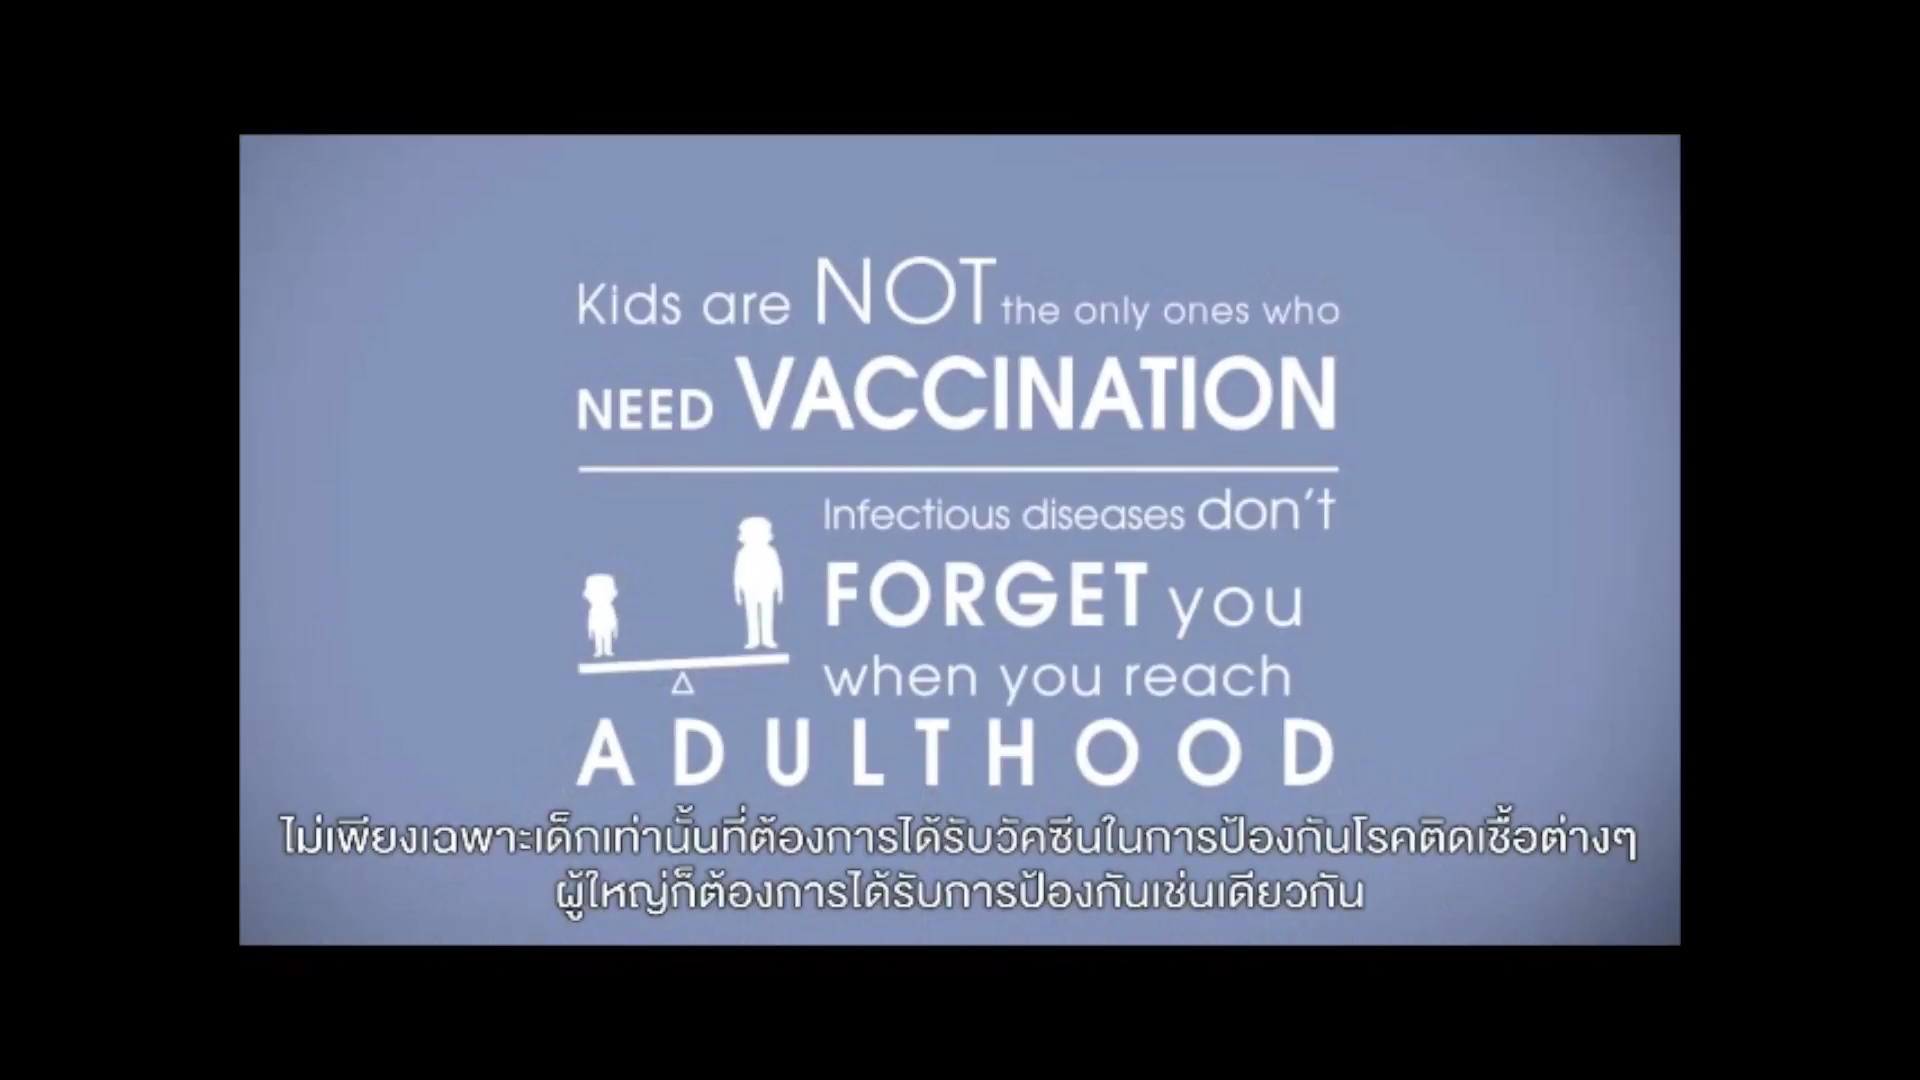 Kids are NOT the only ones who
NEED VACCINATION
Infectious diseases don't
FORGET you
when you reach
ADULTHOOD
ไม่เพียงเฉพาะเด็กเท่านั้นที่ต้องการได้รับวัคซีนในการป้องกันโรคติดเชื้อต่างๆ
ผู้ใหญ่ก็ต้องการได้รับการป้องกันเช่นเดียวกัน